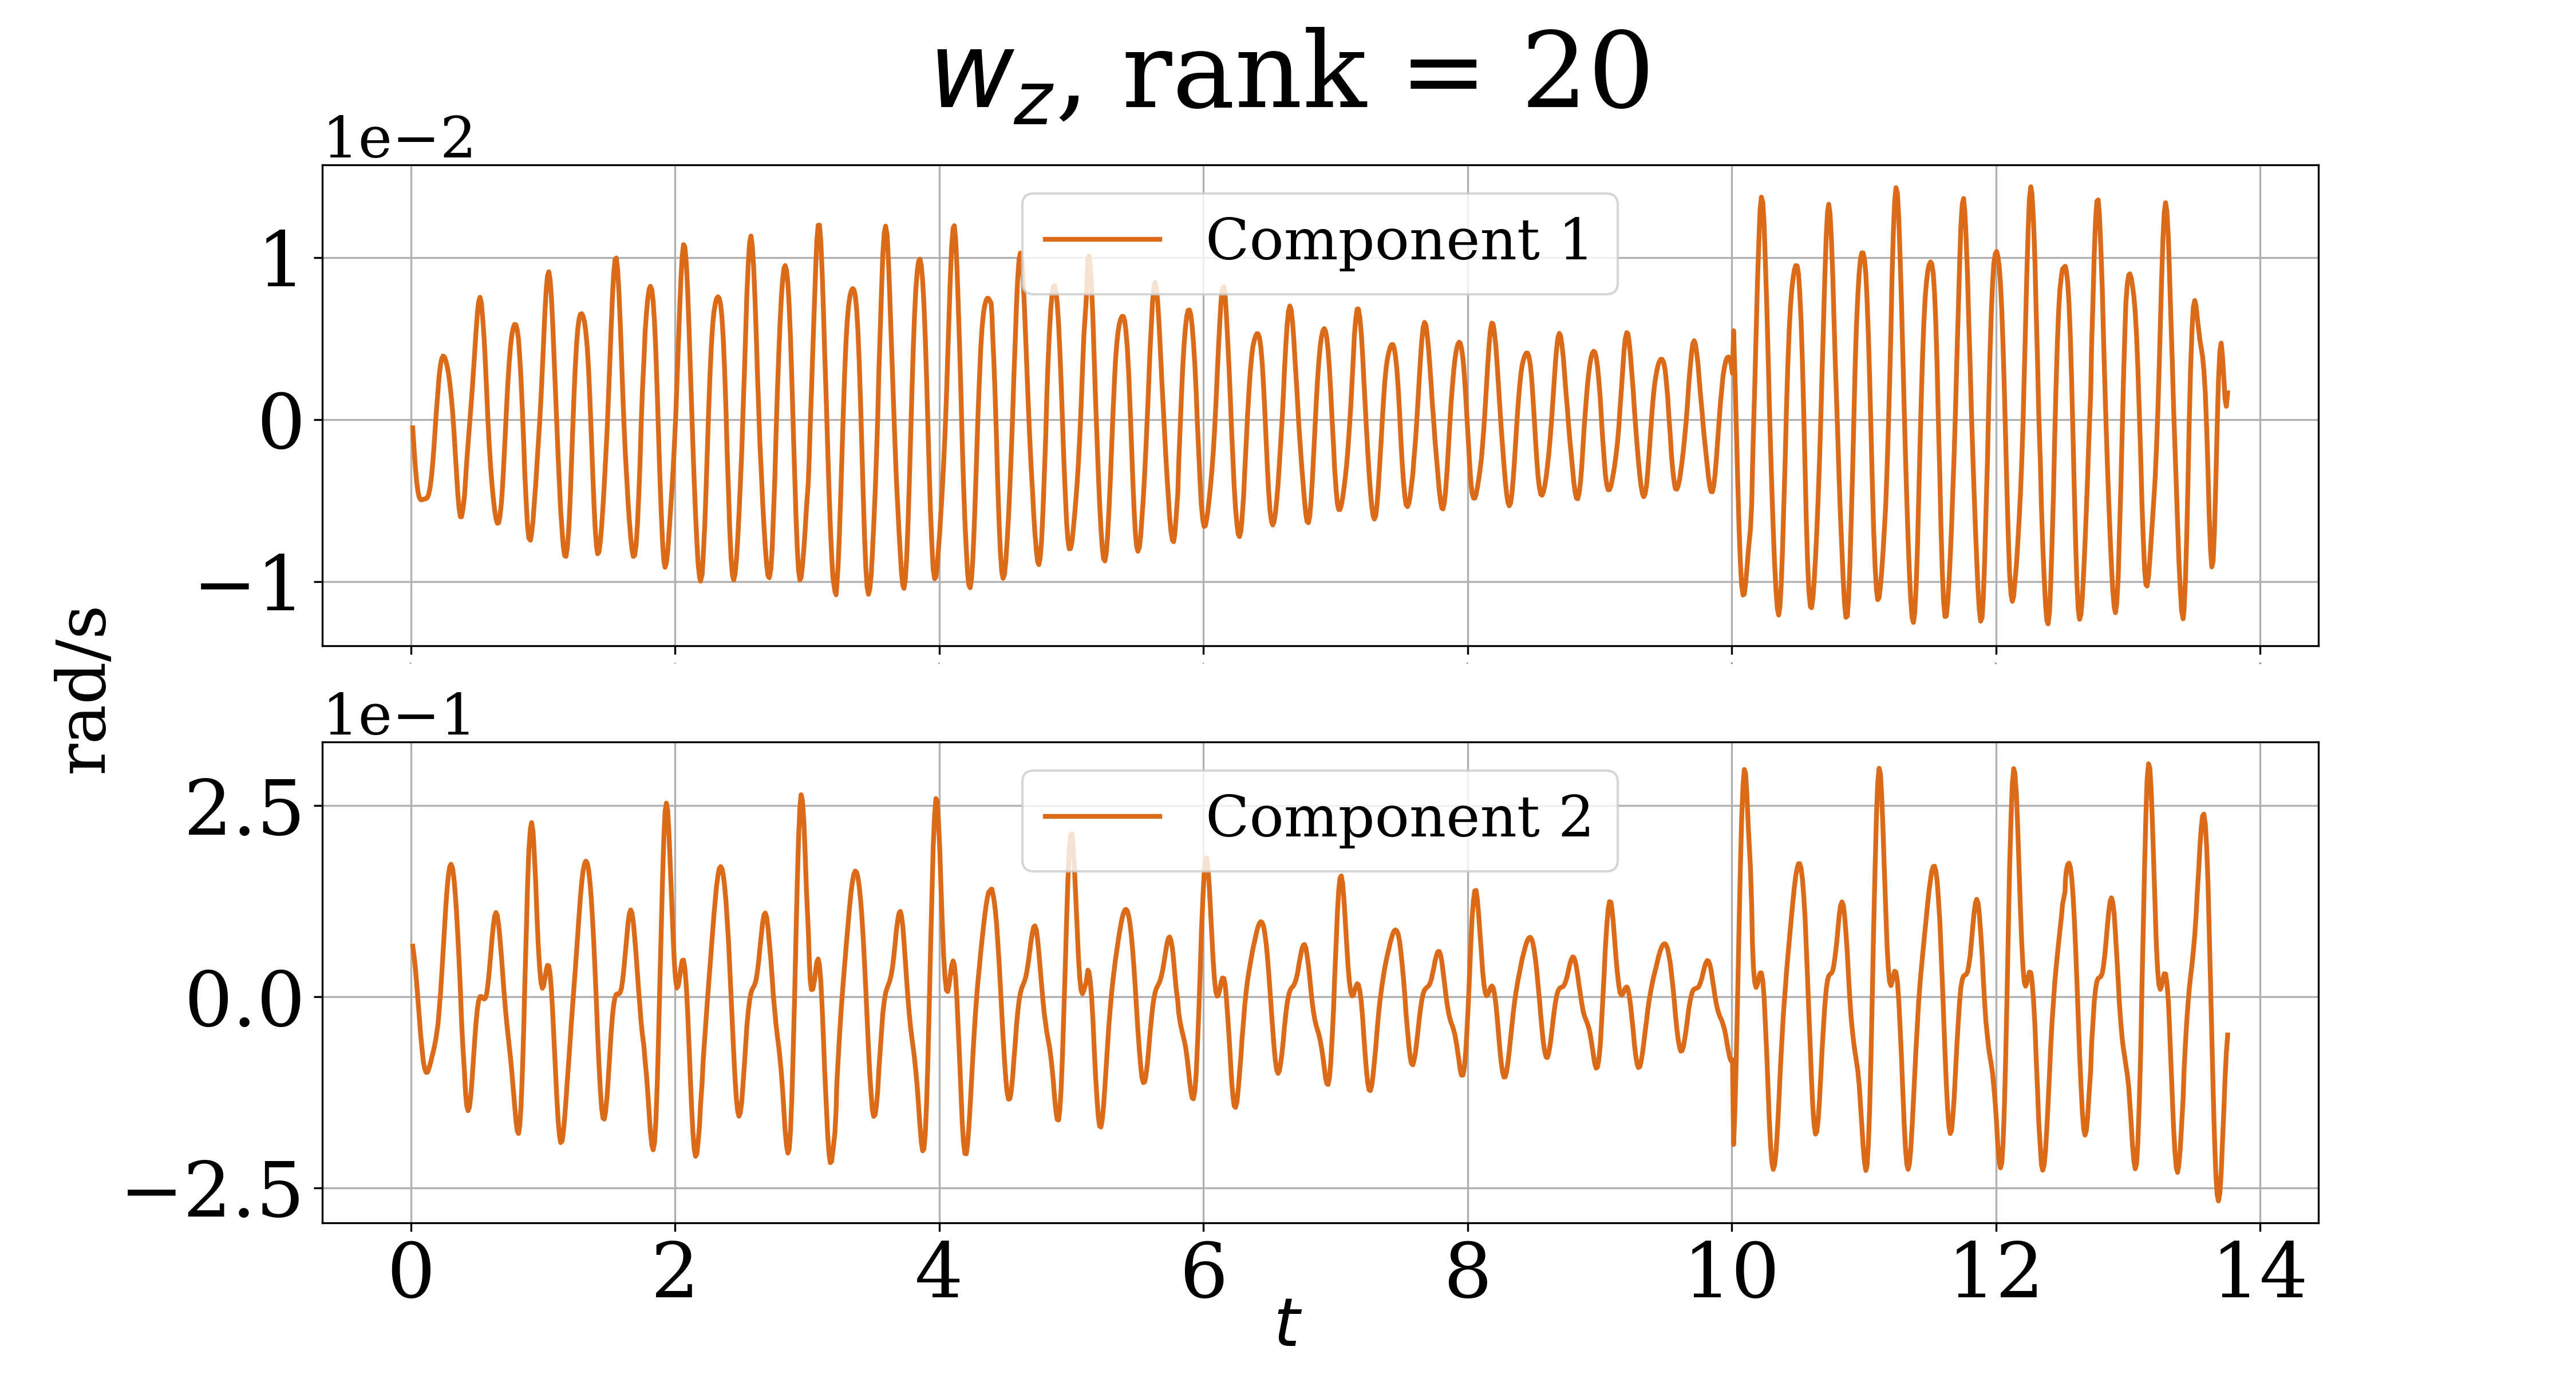 w_z, rank = 20
1e−2
Component 1
1
0
−1
rad/s
1e−1
Component 2
2.5
0.0
−2.5
0 2 4 6 8 10 12 14
t